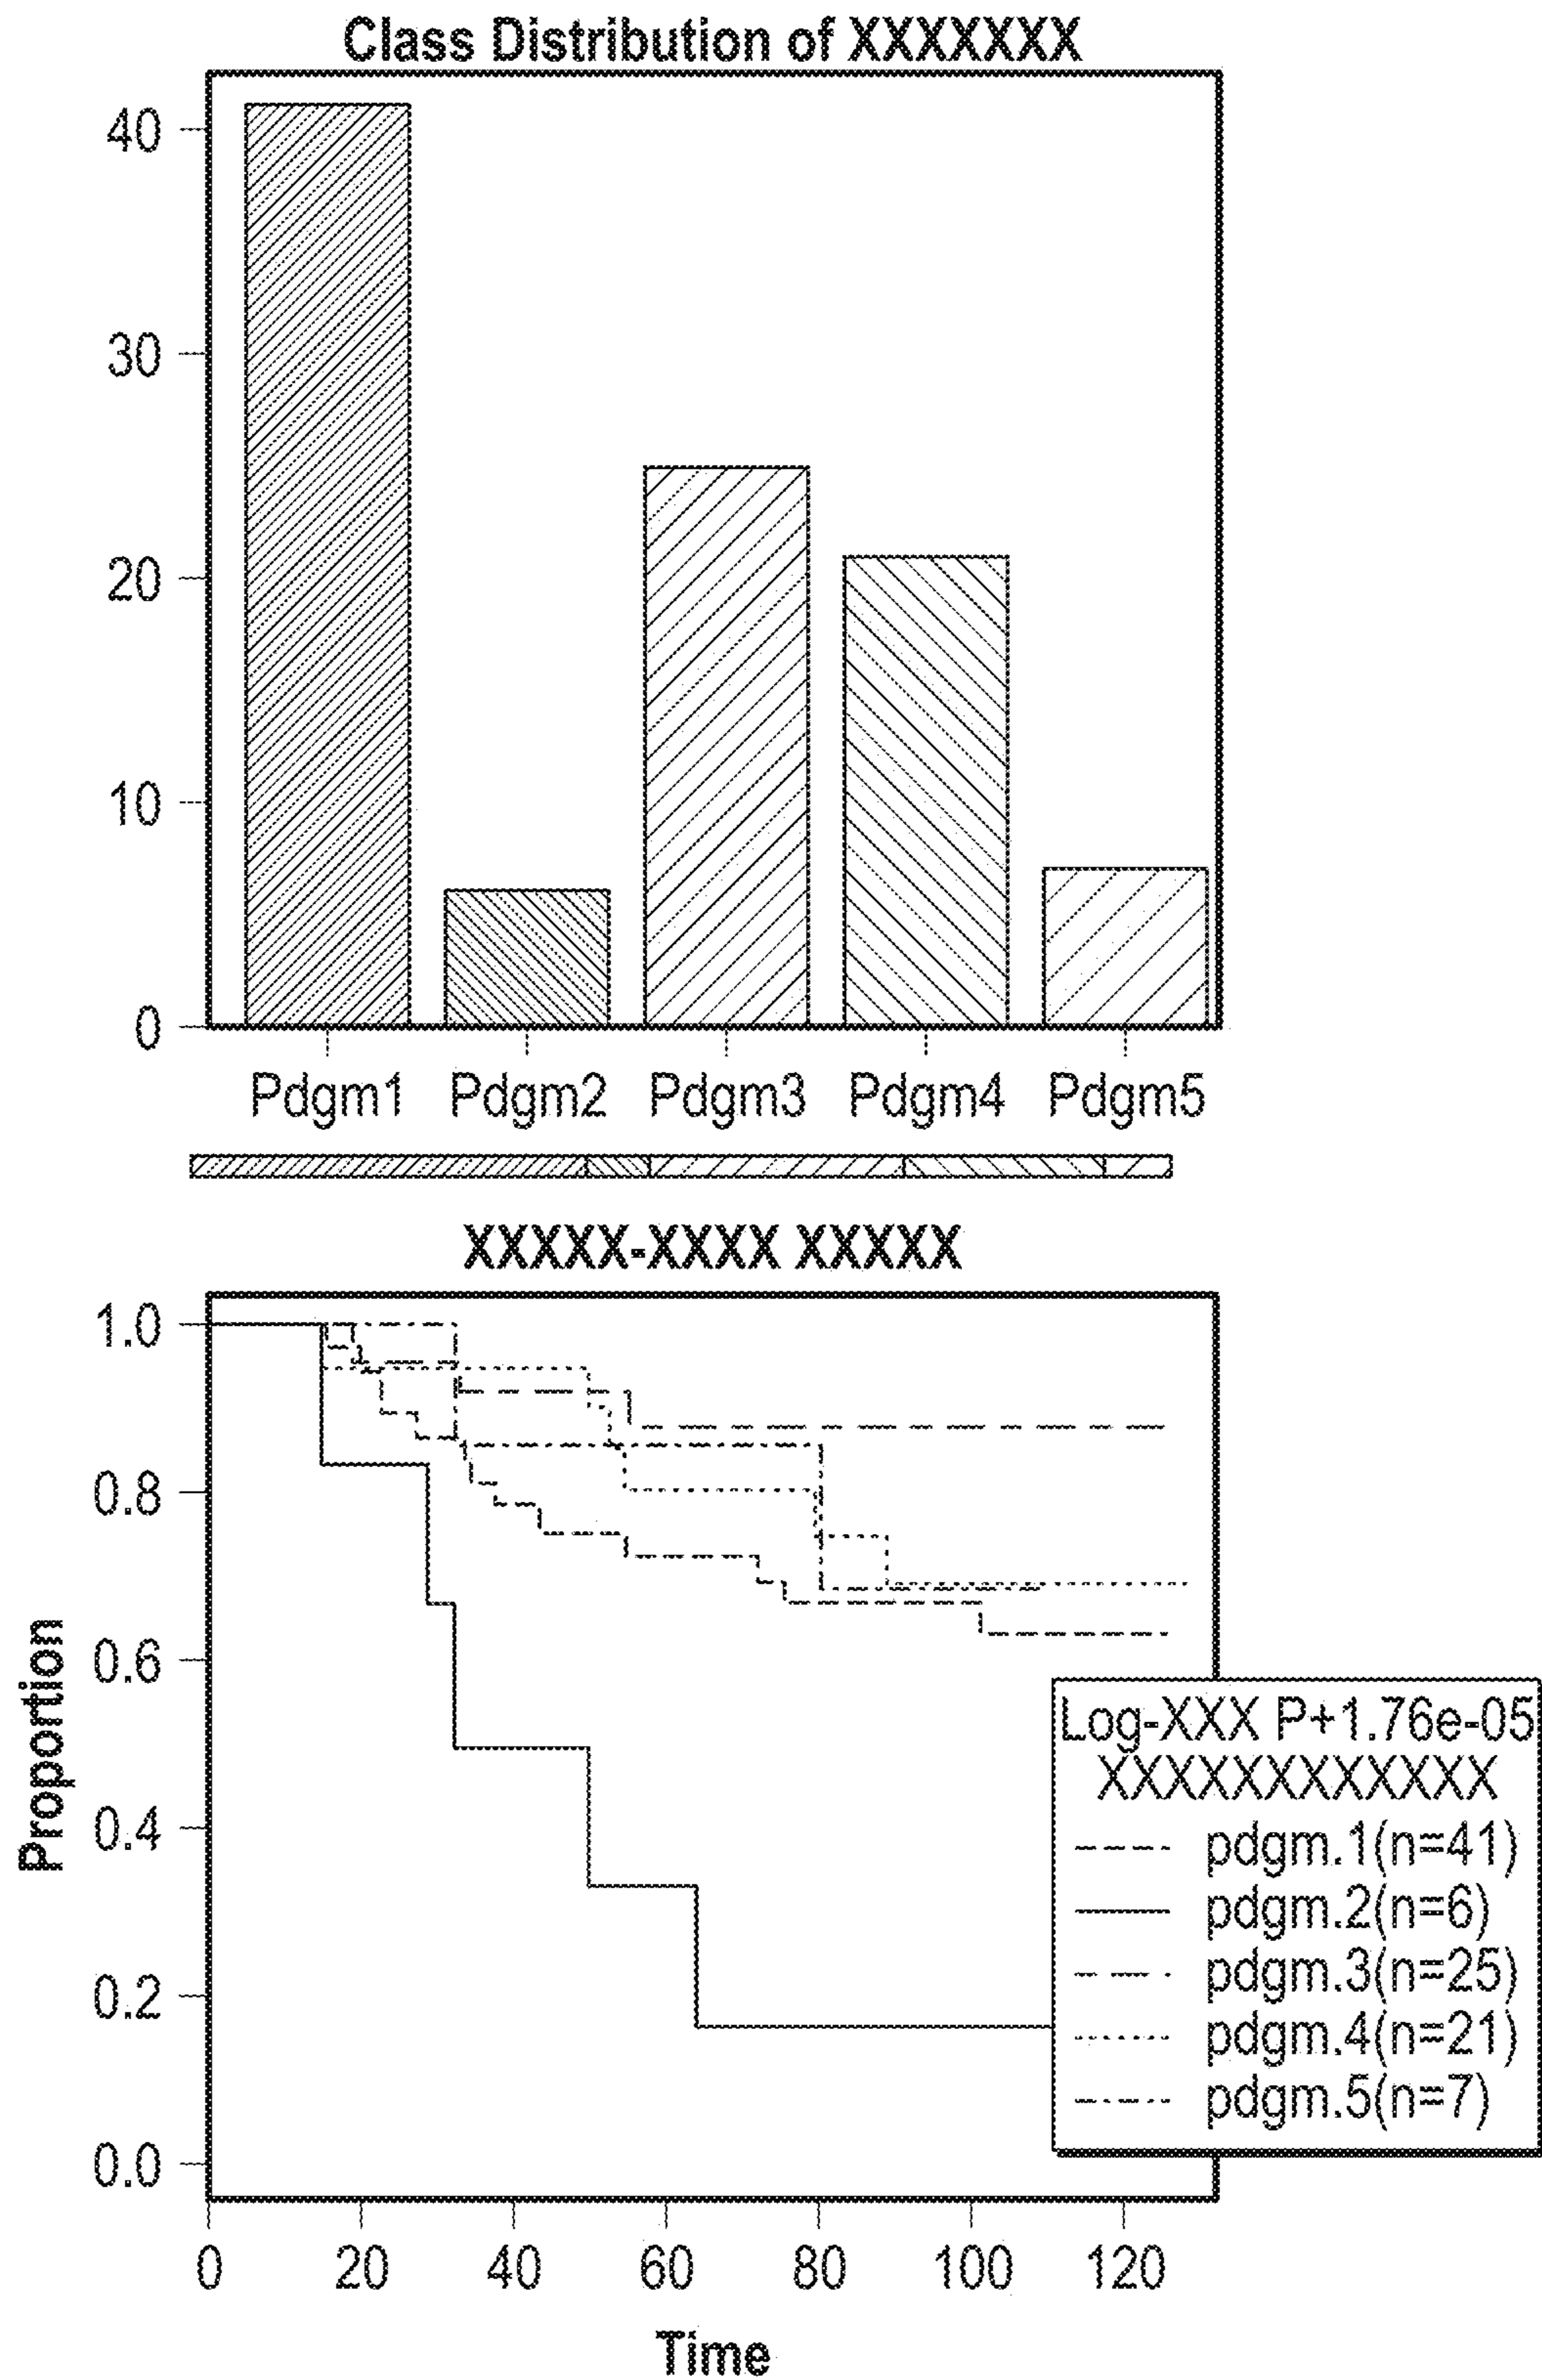 Class Distribution of XXXXXXX
40
30
20
10
0
Pdgm1 Pdgm2 Pdgm3 Pdgm4 Pdgm5
XXXXX-XXXX XXXXX
1.0
0.8
0.6
0.4
0.2
0.0
Proportion
Log-XXX P+1.76e-05
XXXXXXXXXXXX
pdgm.1(n=41)
pdgm.2(n=6)
pdgm.3(n=25)
pdgm.4(n=21)
pdgm.5(n=7)
0 20 40 60 80 100 120
Time